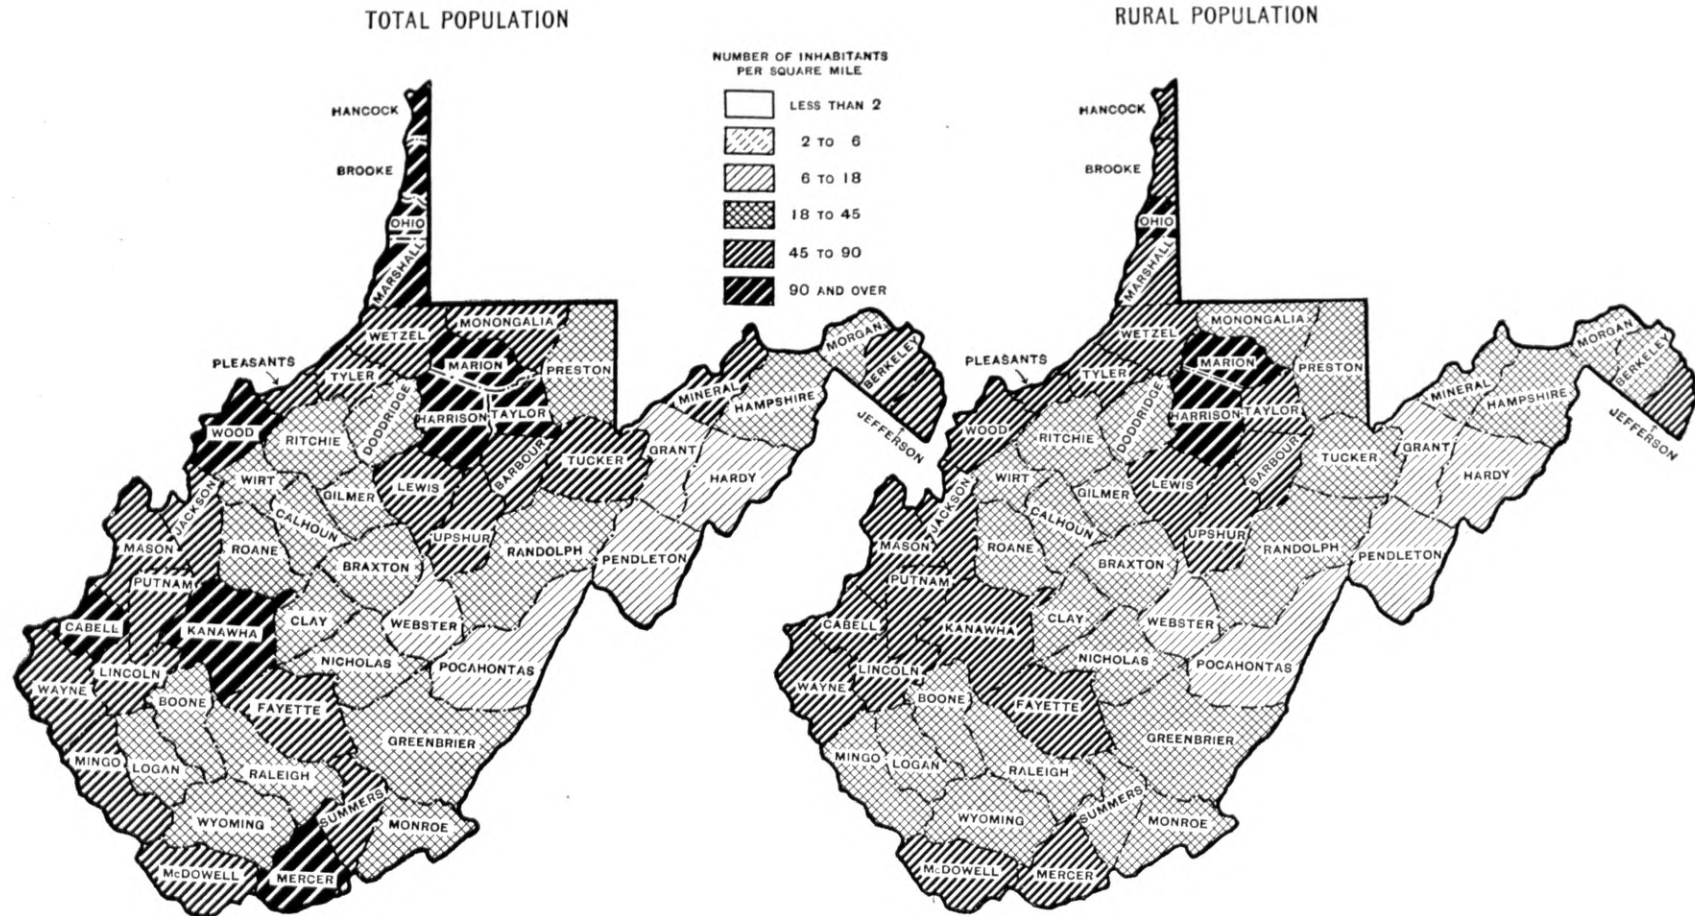 TOTAL POPULATION
RURAL POPULATION
NUMBER OF INHABITANTS
PER SQUARE MILE
LESS THAN 2
2 TO 6
6 TO 18
18 TO 45
45 TO 90
90 AND OVER
HANCOCK
BROOKE
OHIO
MARSHALL
WETZEL
MONONGALIA
MARION
PRESTON
PLEASANTS
TYLER
DODDRIDGE
HARRISON
TAYLOR
MINERAL
MORGAN
BERKELEY
HAMPSHIRE
JEFFERSON
WOOD
RITCHIE
BARBOUR
TUCKER
GRANT
HARDY
WIRT
GILMER
LEWIS
JACKSON
CALHOUN
UPSHUR
RANDOLPH
PENDLETON
MASON
ROANE
BRAXTON
PUTNAM
CLAY
WEBSTER
CABELL
KANAWHA
NICHOLAS
POCAHONTAS
WAYNE
LINCOLN
BOONE
FAYETTE
GREENBRIER
MINGO
LOGAN
RALEIGH
SUMMERS
WYOMING
MONROE
McDOWELL
MERCER
HANCOCK
BROOKE
OHIO
MARSHALL
WETZEL
MONONGALIA
MARION
PRESTON
PLEASANTS
TYLER
DODDRIDGE
HARRISON
TAYLOR
MINERAL
MORGAN
BERKELEY
HAMPSHIRE
JEFFERSON
WOOD
RITCHIE
BARBOUR
TUCKER
GRANT
HARDY
WIRT
GILMER
LEWIS
JACKSON
CALHOUN
UPSHUR
RANDOLPH
PENDLETON
MASON
ROANE
BRAXTON
PUTNAM
CLAY
WEBSTER
CABELL
KANAWHA
NICHOLAS
POCAHONTAS
WAYNE
LINCOLN
BOONE
FAYETTE
GREENBRIER
MINGO
LOGAN
RALEIGH
SUMMERS
WYOMING
MONROE
McDOWELL
MERCER